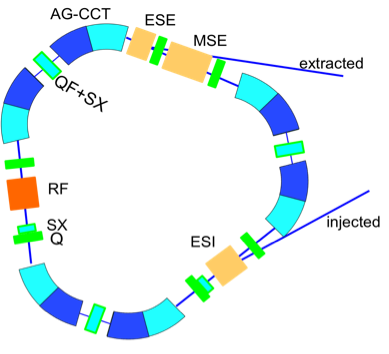 AG-CCT
ESE
MSE
extracted
QF+SX
RF
SX
Q
ESI
injected